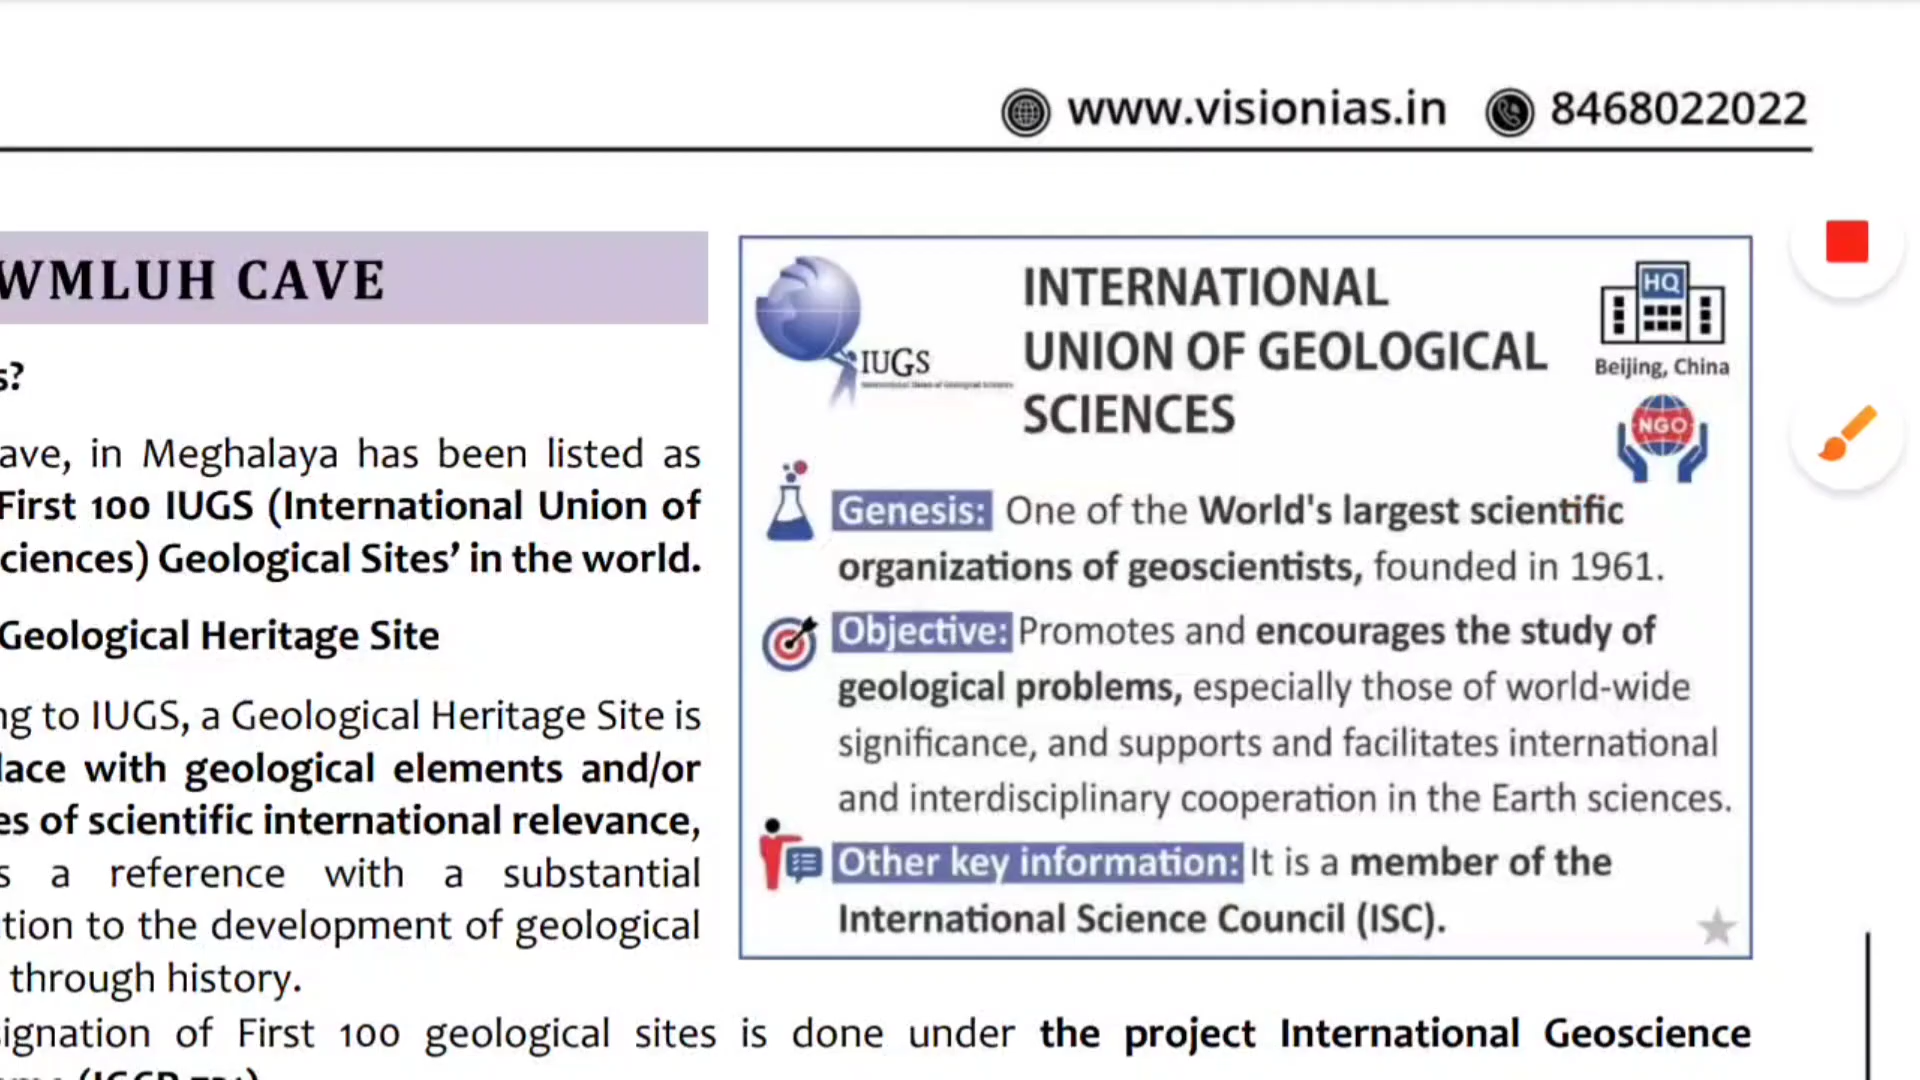 www.visionias.in 8468022022
WMLUH CAVE
s?
ave, in Meghalaya has been listed as
First 100 IUGS (International Union of
ciences) Geological Sites’ in the world.
Geological Heritage Site
ng to IUGS, a Geological Heritage Site is
lace with geological elements and/or
es of scientific international relevance,
s a reference with a substantial
tion to the development of geological
through history.
IUGS
International Union of Geological Sciences
INTERNATIONAL
UNION OF GEOLOGICAL
SCIENCES
HQ
Beijing, China
NGO
Genesis: One of the World's largest scientific
organizations of geoscientists, founded in 1961.
Objective: Promotes and encourages the study of
geological problems, especially those of world-wide
significance, and supports and facilitates international
and interdisciplinary cooperation in the Earth sciences.
Other key information: It is a member of the
International Science Council (ISC).
ignation of First 100 geological sites is done under the project International Geoscience